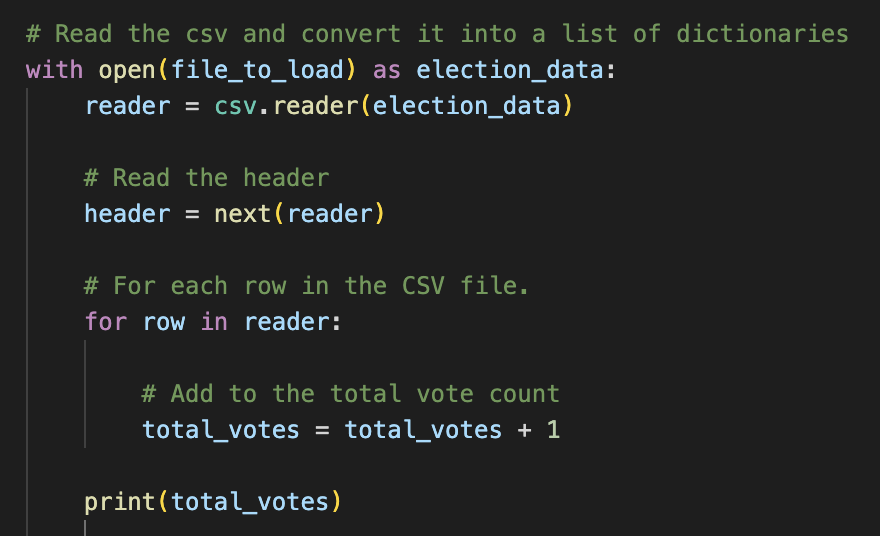 # Read the csv and convert it into a list of dictionaries
with open(file_to_load) as election_data:
    reader = csv.reader(election_data)

    # Read the header
    header = next(reader)

    # For each row in the CSV file.
    for row in reader:

        # Add to the total vote count
        total_votes = total_votes + 1

    print(total_votes)